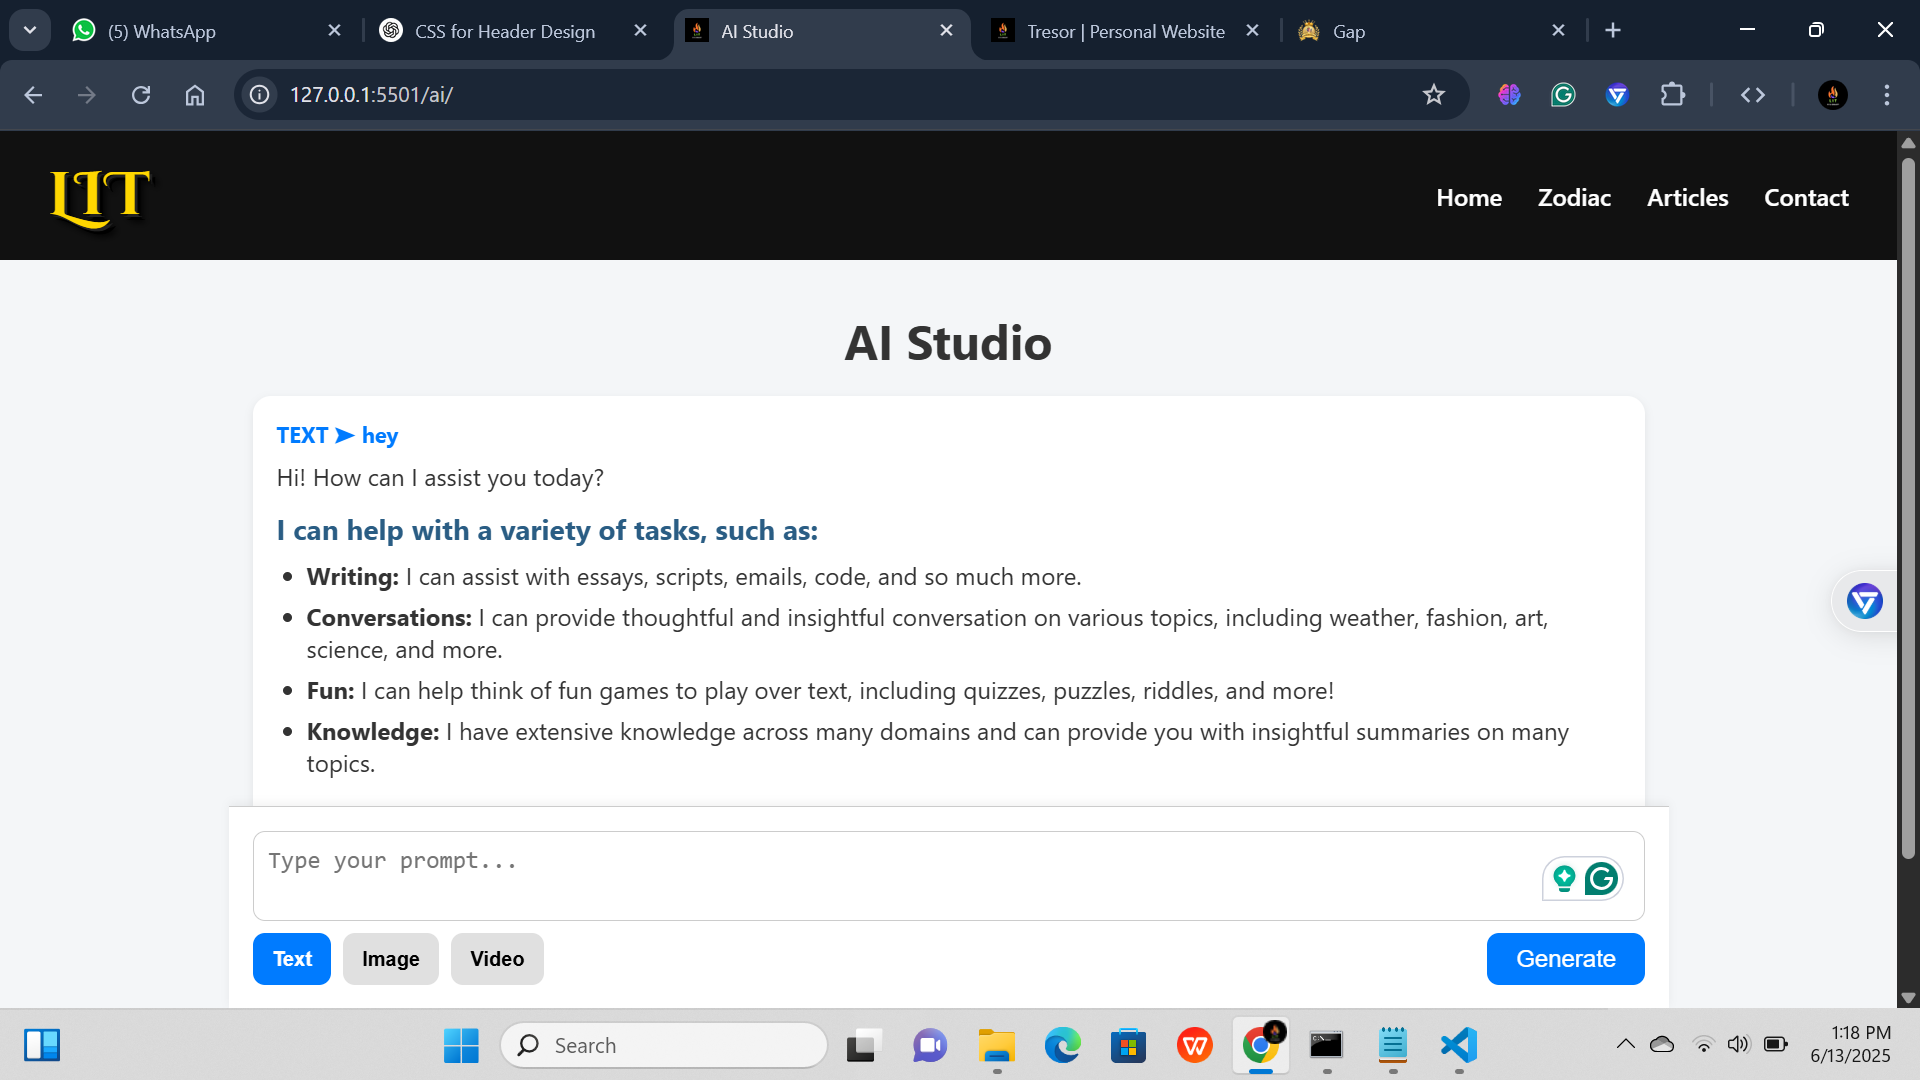 (5) WhatsApp
CSS for Header Design
AI Studio
Tresor | Personal Website
Gap
127.0.0.1:5501/ai/
LIT
Home
Zodiac
Articles
Contact
AI Studio
TEXT ➤ hey
Hi! How can I assist you today?
I can help with a variety of tasks, such as:
• Writing: I can assist with essays, scripts, emails, code, and so much more.
• Conversations: I can provide thoughtful and insightful conversation on various topics, including weather, fashion, art,
science, and more.
• Fun: I can help think of fun games to play over text, including quizzes, puzzles, riddles, and more!
• Knowledge: I have extensive knowledge across many domains and can provide you with insightful summaries on many
topics.
Type your prompt...
Text
Image
Video
Generate
Search
1:18 PM
6/13/2025